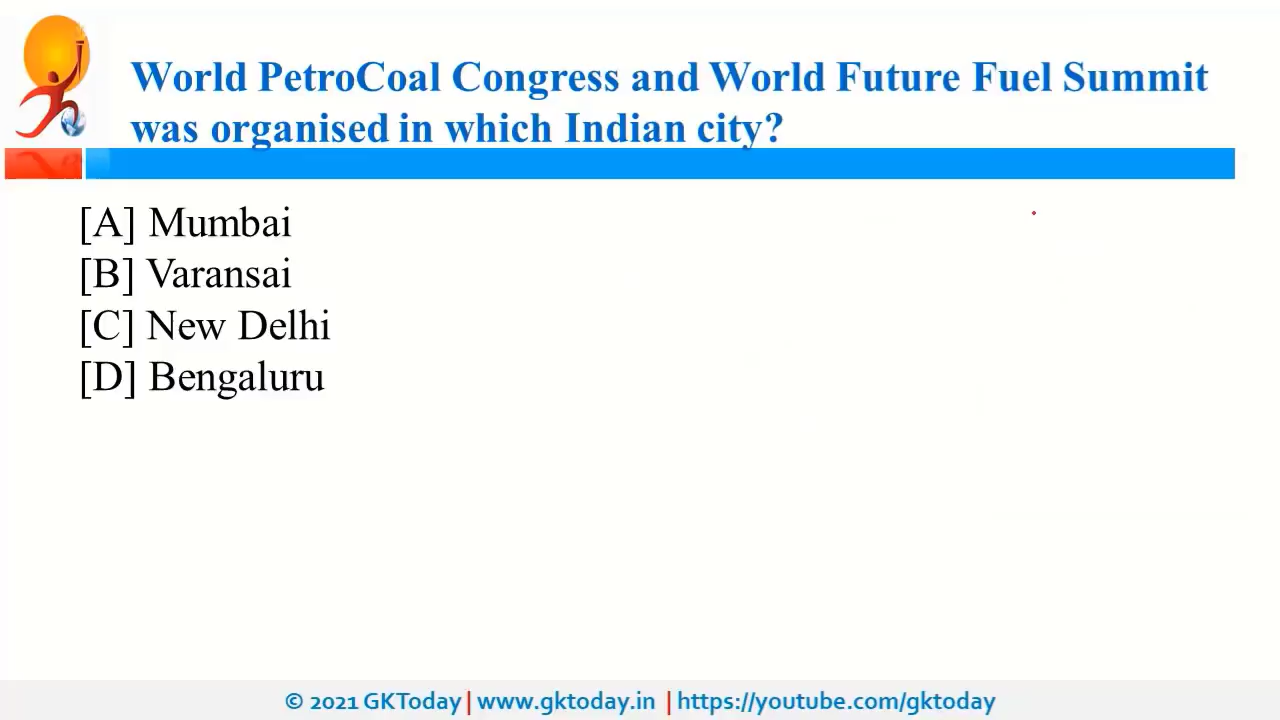 World PetroCoal Congress and World Future Fuel Summit
was organised in which Indian city?
[A] Mumbai
[B] Varansai
[C] New Delhi
[D] Bengaluru
© 2021 GKToday | www.gktoday.in | https://youtube.com/gktoday